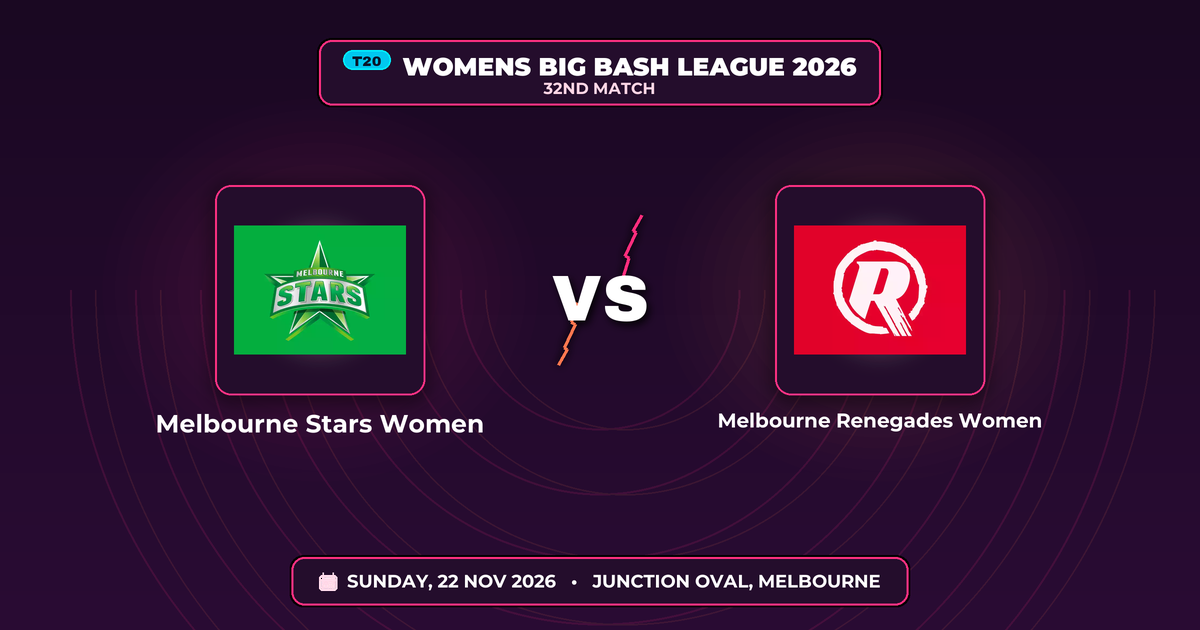 T20 WOMENS BIG BASH LEAGUE 2026
32ND MATCH
MELBOURNE
STARS
R
VS
Melbourne Stars Women
Melbourne Renegades Women
SUNDAY, 22 NOV 2026 • JUNCTION OVAL, MELBOURNE